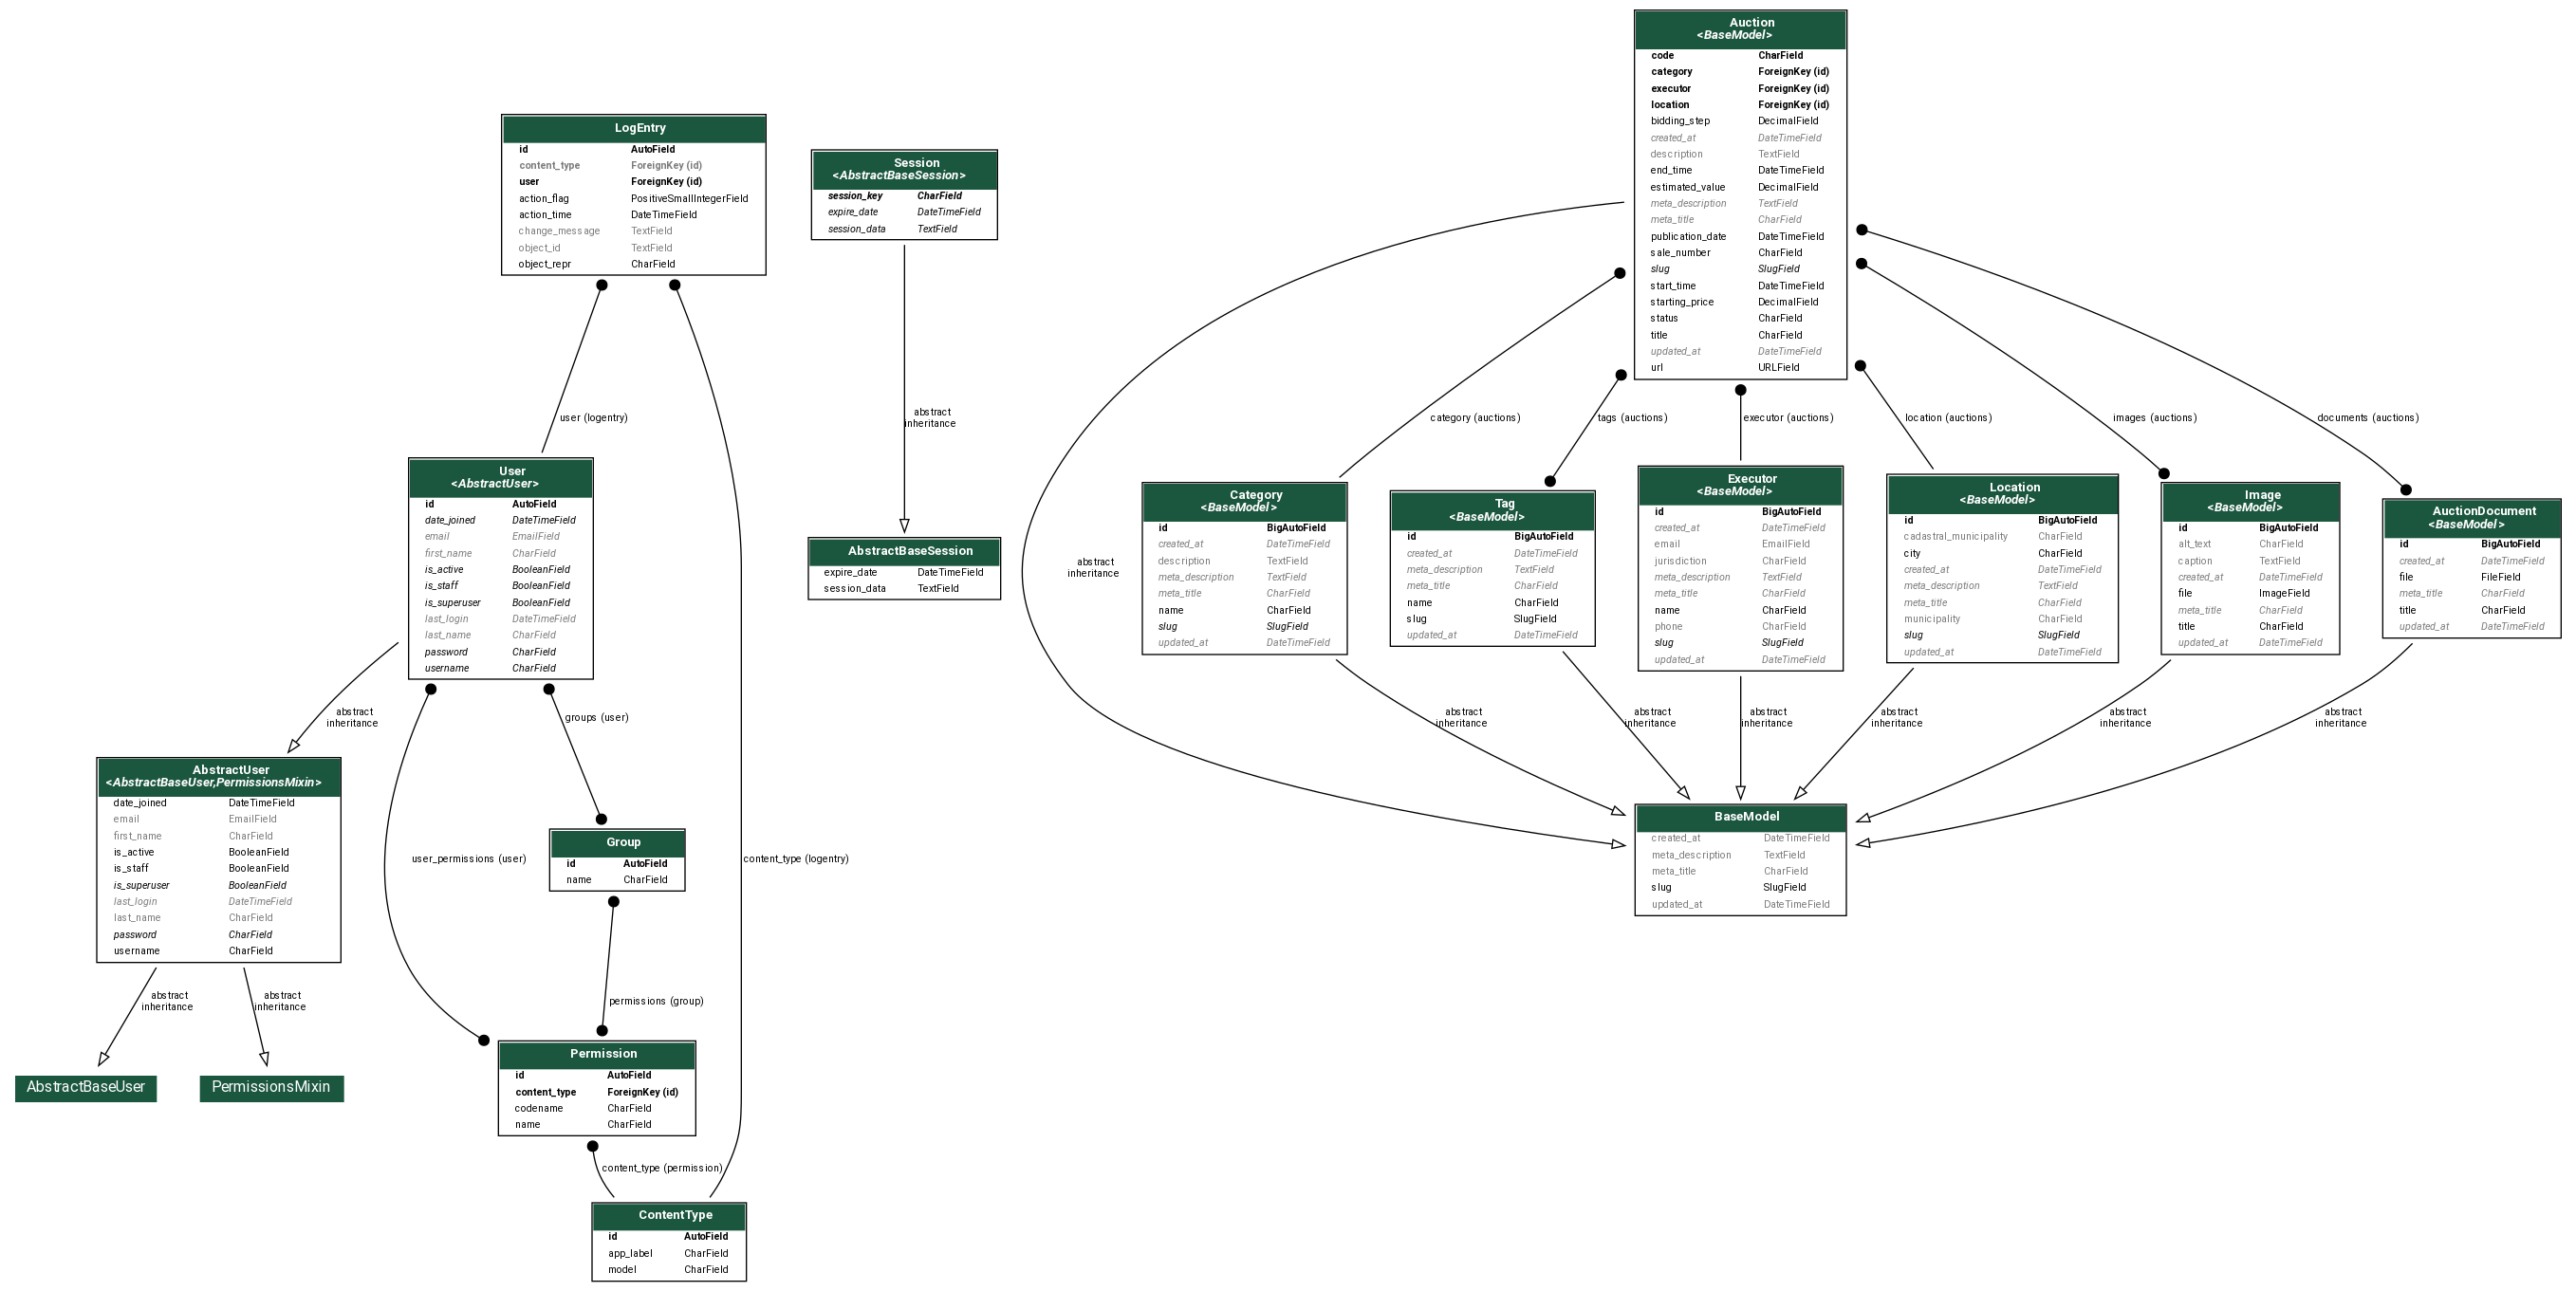 Auction
<BaseModel>
code CharField
category ForeignKey (id)
executor ForeignKey (id)
location ForeignKey (id)
bidding_step DecimalField
created_at DateTimeField
description TextField
end_time DateTimeField
estimated_value DecimalField
meta_description TextField
meta_title CharField
publication_date DateTimeField
sale_number CharField
slug SlugField
start_time DateTimeField
starting_price DecimalField
status CharField
title CharField
updated_at DateTimeField
url URLField
LogEntry
id AutoField
content_type ForeignKey (id)
user ForeignKey (id)
action_flag PositiveSmallIntegerField
action_time DateTimeField
change_message TextField
object_id TextField
object_repr CharField
Session
<AbstractBaseSession>
session_key CharField
expire_date DateTimeField
session_data TextField
user (logentry)
abstract
inheritance
category (auctions)
tags (auctions)
executor (auctions)
location (auctions)
images (auctions)
documents (auctions)
User
<AbstractUser>
id AutoField
date_joined DateTimeField
email EmailField
first_name CharField
is_active BooleanField
is_staff BooleanField
is_superuser BooleanField
last_login DateTimeField
last_name CharField
password CharField
username CharField
AbstractBaseSession
expire_date DateTimeField
session_data TextField
abstract
inheritance
Category
<BaseModel>
id BigAutoField
created_at DateTimeField
description TextField
meta_description TextField
meta_title CharField
name CharField
slug SlugField
updated_at DateTimeField
Tag
<BaseModel>
id BigAutoField
created_at DateTimeField
meta_description TextField
meta_title CharField
name CharField
slug SlugField
updated_at DateTimeField
Executor
<BaseModel>
id BigAutoField
created_at DateTimeField
email EmailField
jurisdiction CharField
meta_description TextField
meta_title CharField
name CharField
phone CharField
slug SlugField
updated_at DateTimeField
Location
<BaseModel>
id BigAutoField
cadastral_municipality CharField
city CharField
created_at DateTimeField
meta_description TextField
meta_title CharField
municipality CharField
slug SlugField
updated_at DateTimeField
Image
<BaseModel>
id BigAutoField
alt_text CharField
caption TextField
created_at DateTimeField
file ImageField
meta_title CharField
title CharField
updated_at DateTimeField
AuctionDocument
<BaseModel>
id BigAutoField
created_at DateTimeField
file FileField
meta_title CharField
title CharField
updated_at DateTimeField
abstract
inheritance
groups (user)
abstract
inheritance
abstract
inheritance
abstract
inheritance
abstract
inheritance
abstract
inheritance
abstract
inheritance
AbstractUser
<AbstractBaseUser,PermissionsMixin>
date_joined DateTimeField
email EmailField
first_name CharField
is_active BooleanField
is_staff BooleanField
is_superuser BooleanField
last_login DateTimeField
last_name CharField
password CharField
username CharField
user_permissions (user)
Group
id AutoField
name CharField
content_type (logentry)
BaseModel
created_at DateTimeField
meta_description TextField
meta_title CharField
slug SlugField
updated_at DateTimeField
abstract
inheritance
abstract
inheritance
permissions (group)
AbstractBaseUser
PermissionsMixin
Permission
id AutoField
content_type ForeignKey (id)
codename CharField
name CharField
content_type (permission)
ContentType
id AutoField
app_label CharField
model CharField